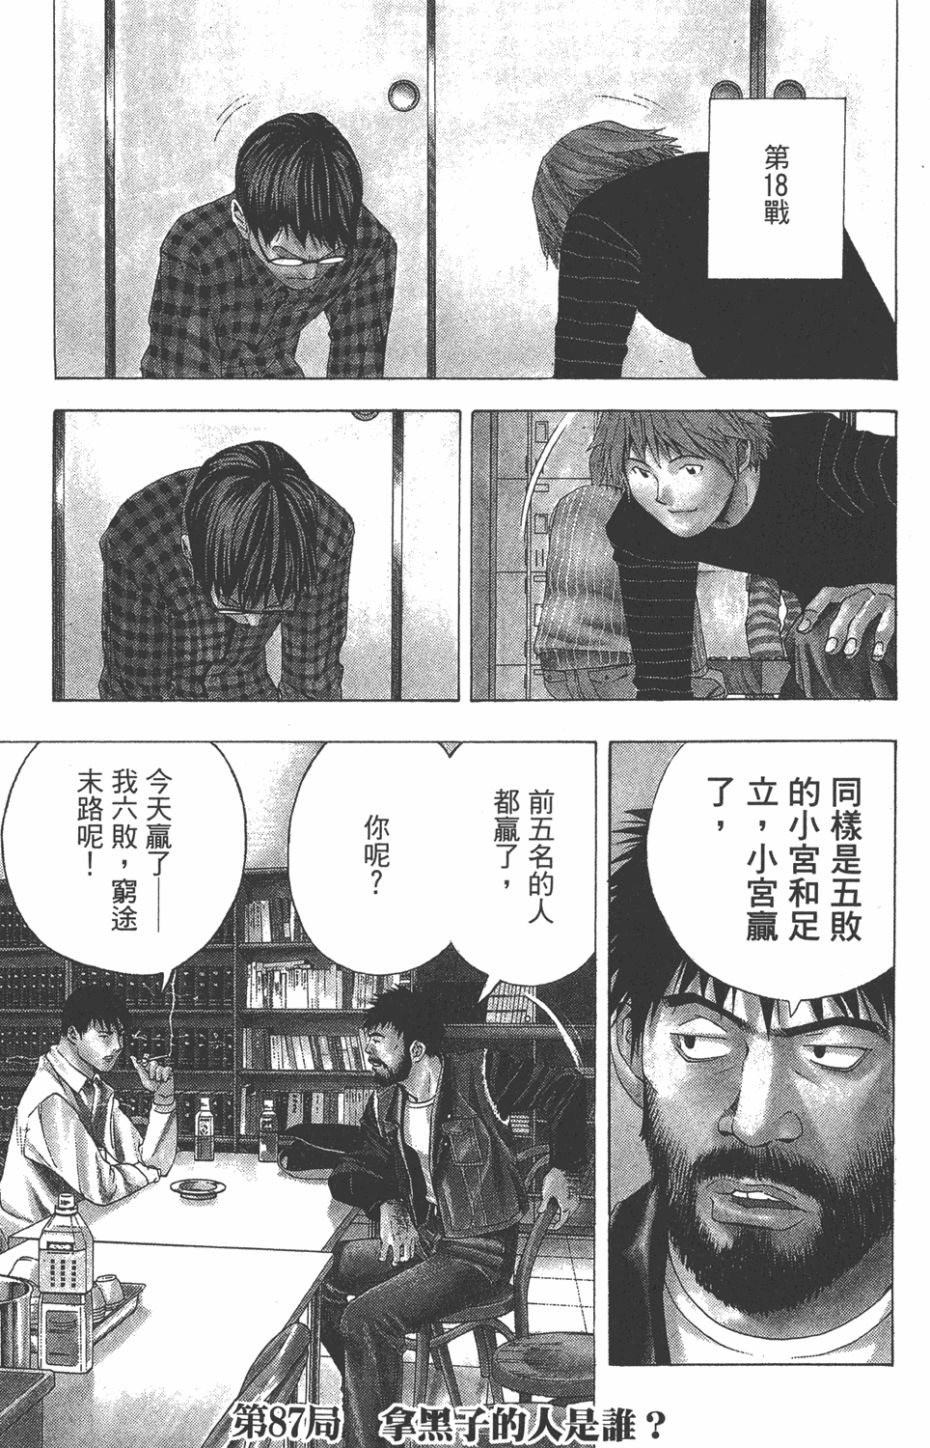 第18戰
同樣是五敗
的小宮和足
立，小宮贏
了，
前五名的人
都贏了，
你呢？
今天贏了——
我六敗，窮途
末路呢！
第87局　拿黑子的人是誰？